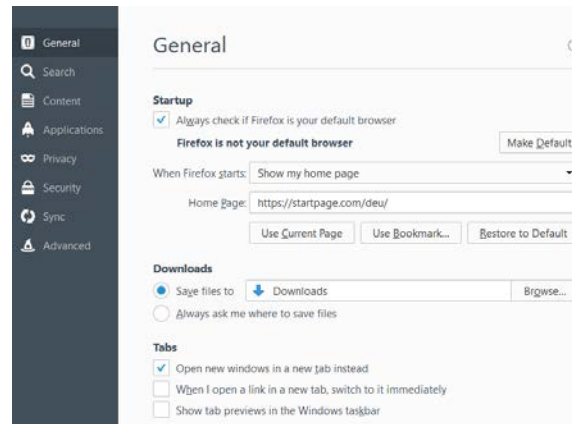 General
Search
Content
Applications
Privacy
Security
Sync
Advanced
General
Startup
Always check if Firefox is your default browser
Firefox is not your default browser
Make Default
When Firefox starts: Show my home page
Home Page: https://startpage.com/deu/
Use Current Page Use Bookmark... Restore to Default
Downloads
Save files to Downloads Browse...
Always ask me where to save files
Tabs
Open new windows in a new tab instead
When I open a link in a new tab, switch to it immediately
Show tab previews in the Windows taskbar